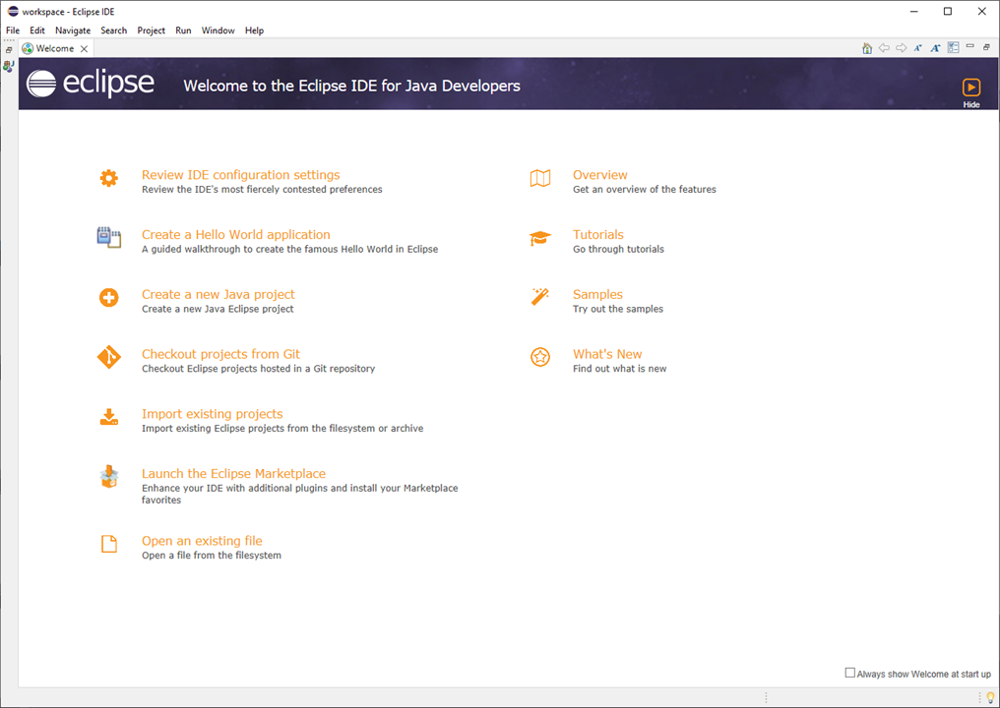 workspace - Eclipse IDE
File Edit Navigate Search Project Run Window Help
Welcome
eclipse
Welcome to the Eclipse IDE for Java Developers
Hide
Review IDE configuration settings
Review the IDE's most fiercely contested preferences
Create a Hello World application
A guided walkthrough to create the famous Hello World in Eclipse
Create a new Java project
Create a new Java Eclipse project
Checkout projects from Git
Checkout Eclipse projects hosted in a Git repository
Import existing projects
Import existing Eclipse projects from the filesystem or archive
Launch the Eclipse Marketplace
Enhance your IDE with additional plugins and install your Marketplace
favorites
Open an existing file
Open a file from the filesystem
Overview
Get an overview of the features
Tutorials
Go through tutorials
Samples
Try out the samples
What's New
Find out what is new
Always show Welcome at start up